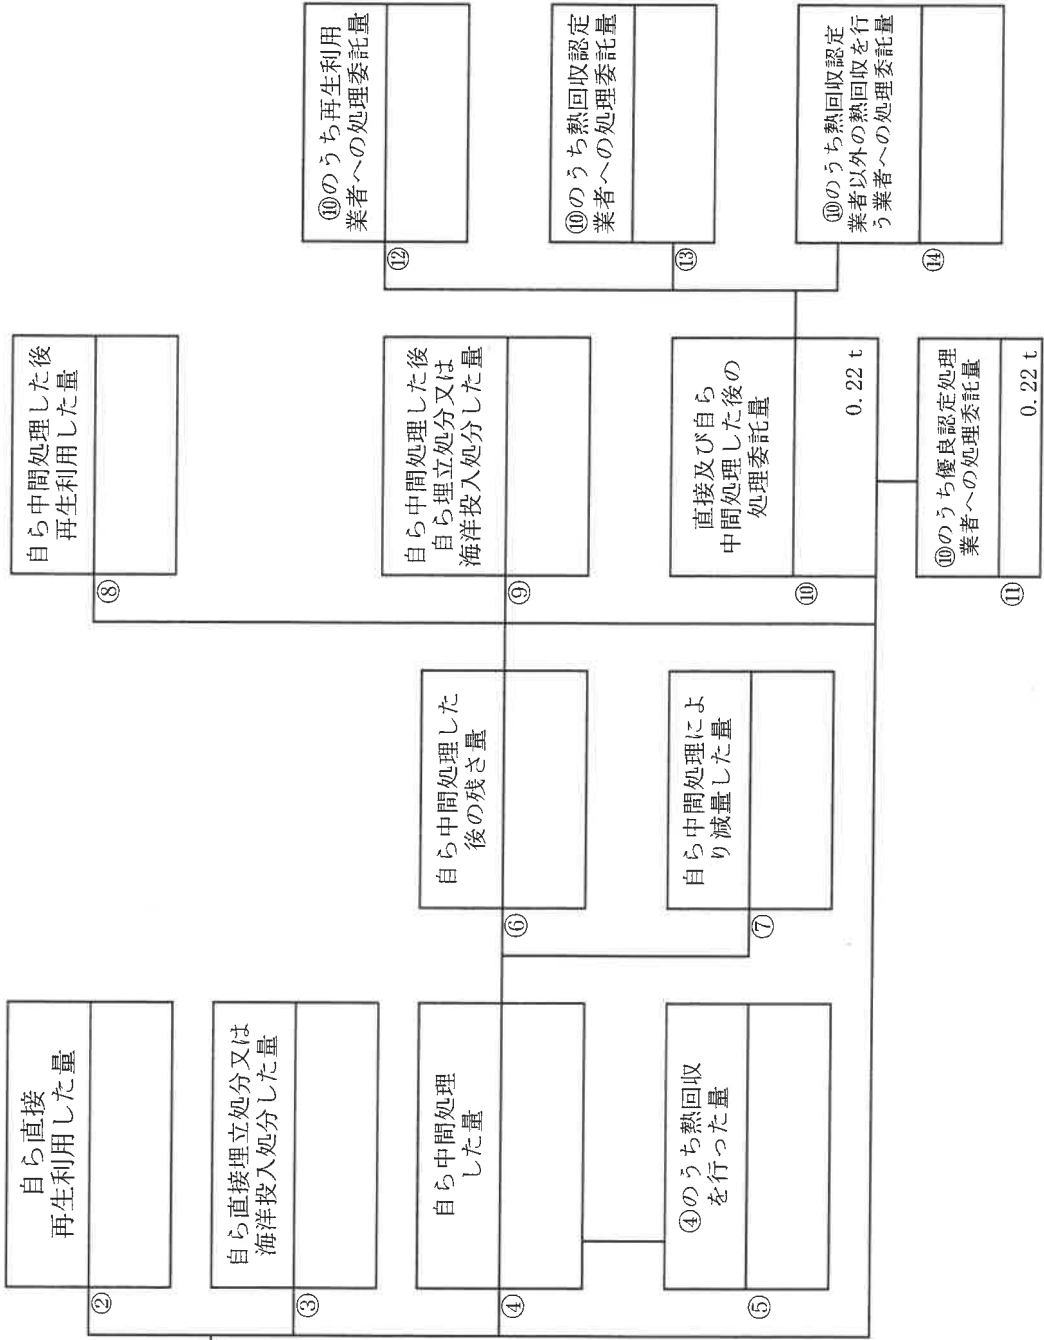 ②
自ら直接
再生利用した量
③
自ら直接埋立処分又は
海洋投入処分した量
④
自ら中間処理
した量
⑤
④のうち熱回収
を行った量
⑥
自ら中間処理した
後の残さ量
⑦
自ら中間処理によ
り減量した量
⑧
自ら中間処理した後
再生利用した量
⑨
自ら中間処理した後
自ら埋立処分又は
海洋投入処分した量
⑩
直接及び自ら
中間処理した後の
処理委託量
0.22 t
⑪
⑩のうち優良認定処理
業者への処理委託量
0.22 t
⑫
⑩のうち再生利用
業者への処理委託量
⑬
⑩のうち熱回収認定
業者への処理委託量
⑭
⑩のうち熱回収認定
業者以外の熱回収を行
う業者への処理委託量